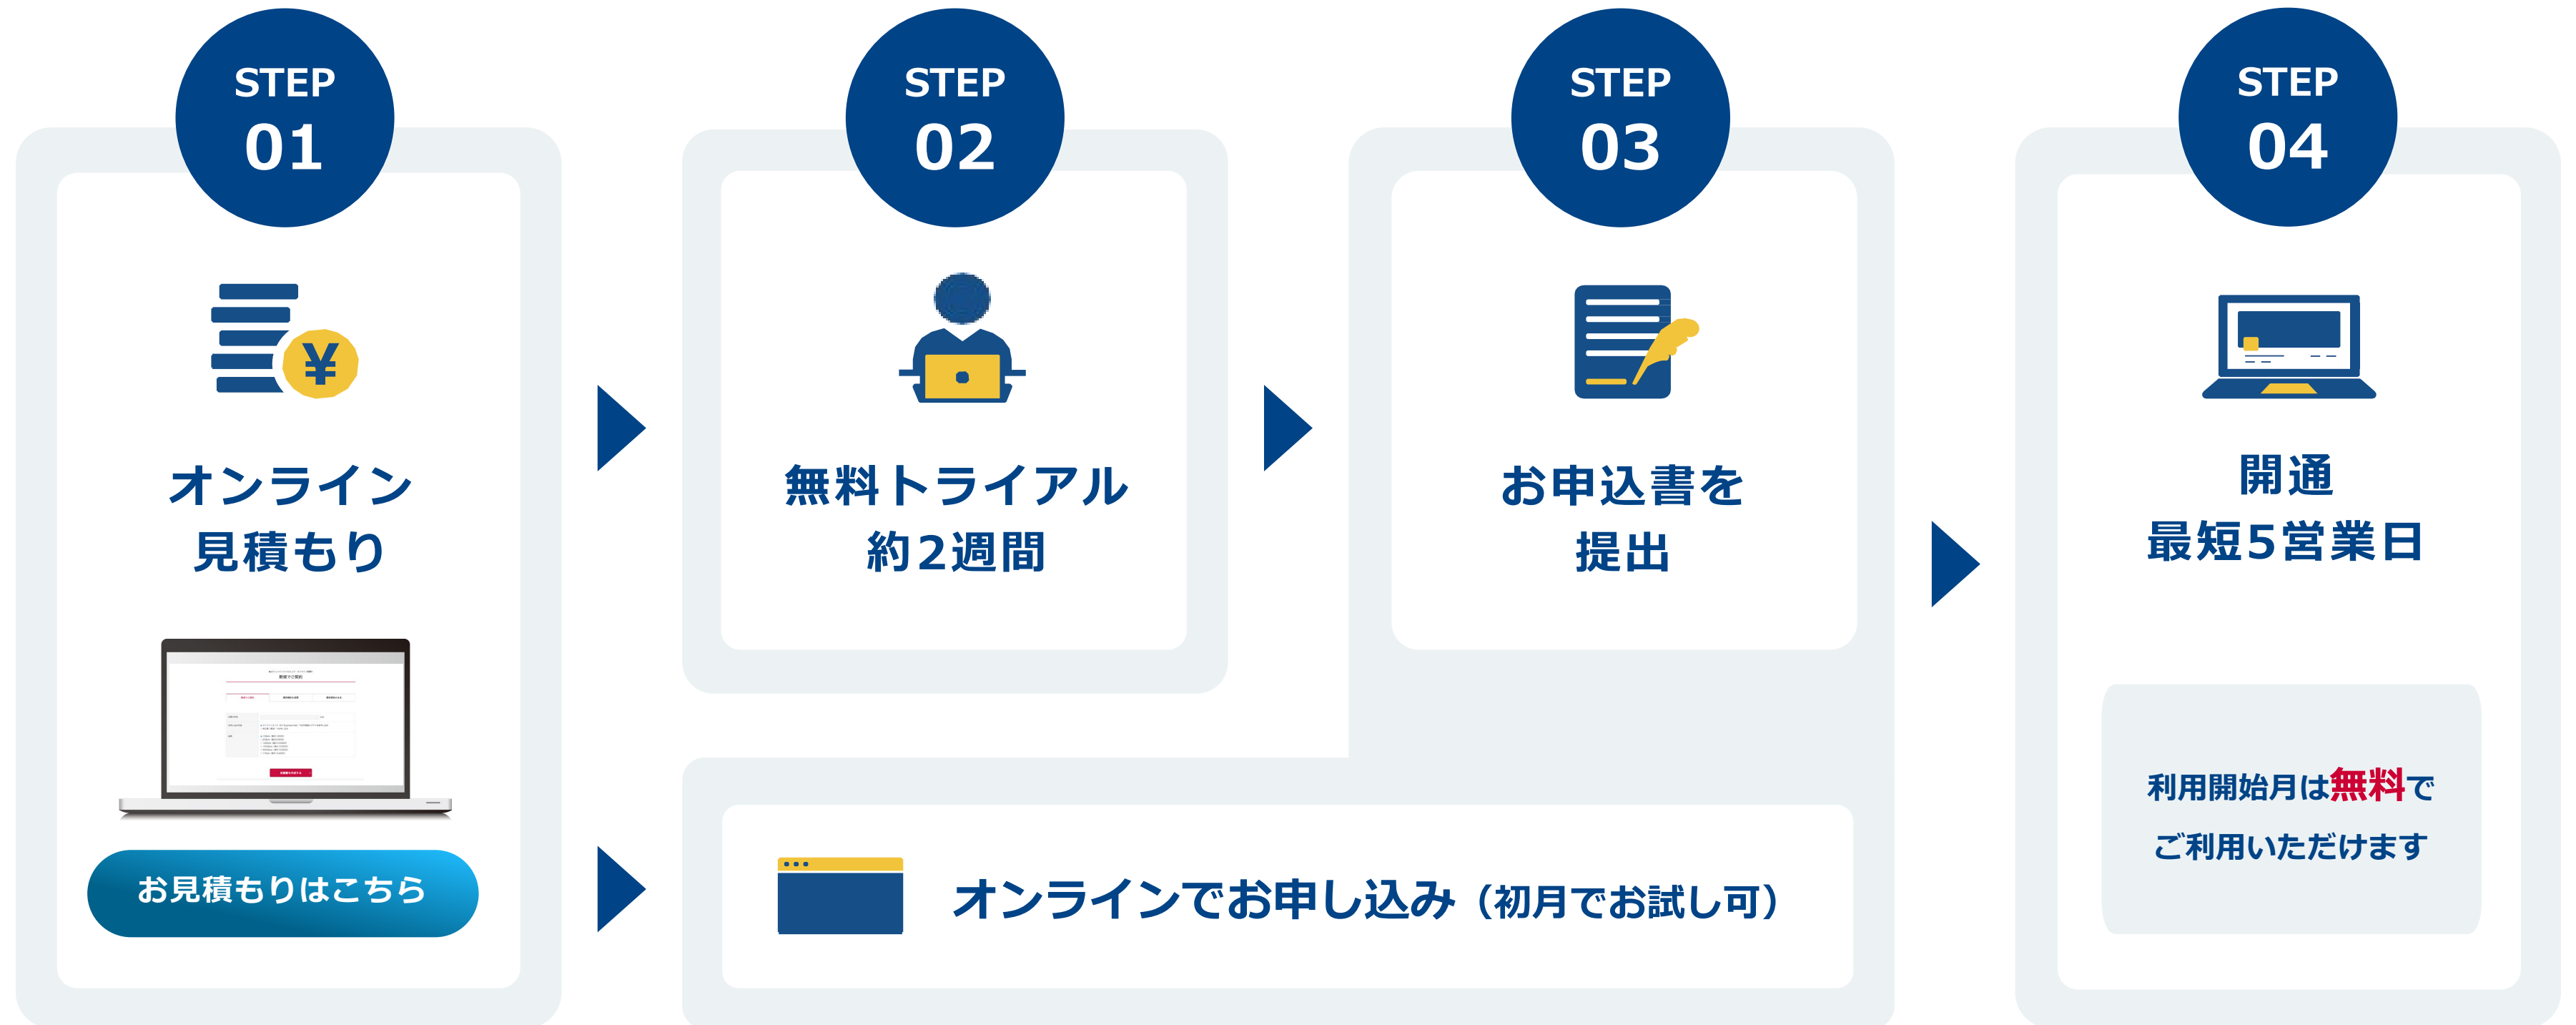 STEP
01
オンライン
見積もり
お見積もりはこちら
STEP
02
無料トライアル
約2週間
STEP
03
お申込書を
提出
オンラインでお申し込み（初月でお試し可）
STEP
04
開通
最短5営業日
利用開始月は無料で
ご利用いただけます